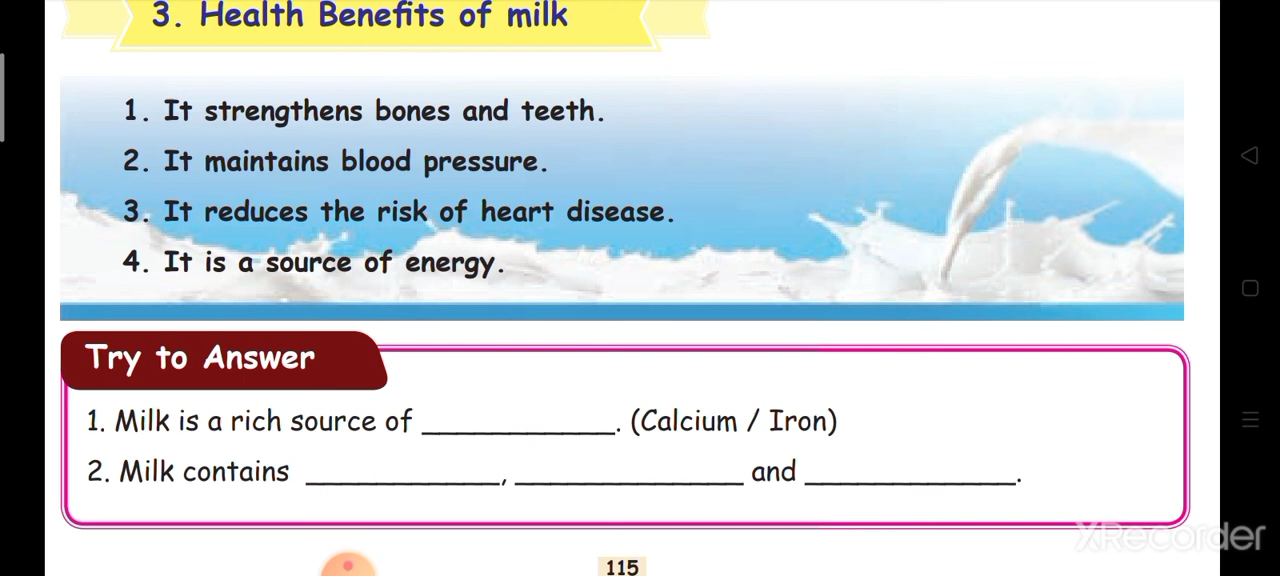 3. Health Benefits of milk
1. It strengthens bones and teeth.
2. It maintains blood pressure.
3. It reduces the risk of heart disease.
4. It is a source of energy.
Try to Answer
1. Milk is a rich source of ____________. (Calcium / Iron)
2. Milk contains ____________, ______________ and _____________.
XRecorder
115